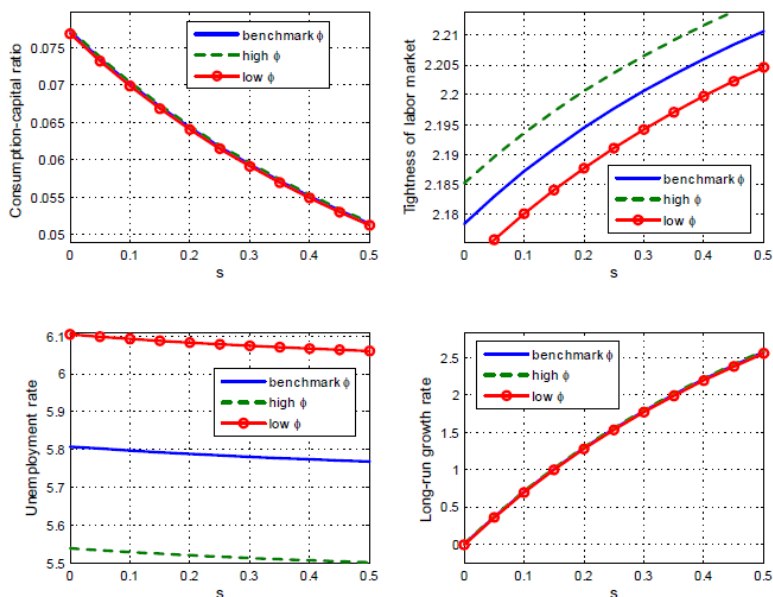 Consumption-capital ratio
0.075
0.07
0.065
0.06
0.055
0.05
benchmark ϕ
high ϕ
low ϕ
0 0.1 0.2 0.3 0.4 0.5
s
Tightness of labor market
2.21
2.205
2.2
2.195
2.19
2.185
2.18
benchmark ϕ
high ϕ
low ϕ
0 0.1 0.2 0.3 0.4 0.5
s
Unemployment rate
6.1
6
5.9
5.8
5.7
5.6
5.5
benchmark ϕ
high ϕ
low ϕ
0 0.1 0.2 0.3 0.4 0.5
s
Long-run growth rate
2.5
2
1.5
1
0.5
0
benchmark ϕ
high ϕ
low ϕ
0 0.1 0.2 0.3 0.4 0.5
s